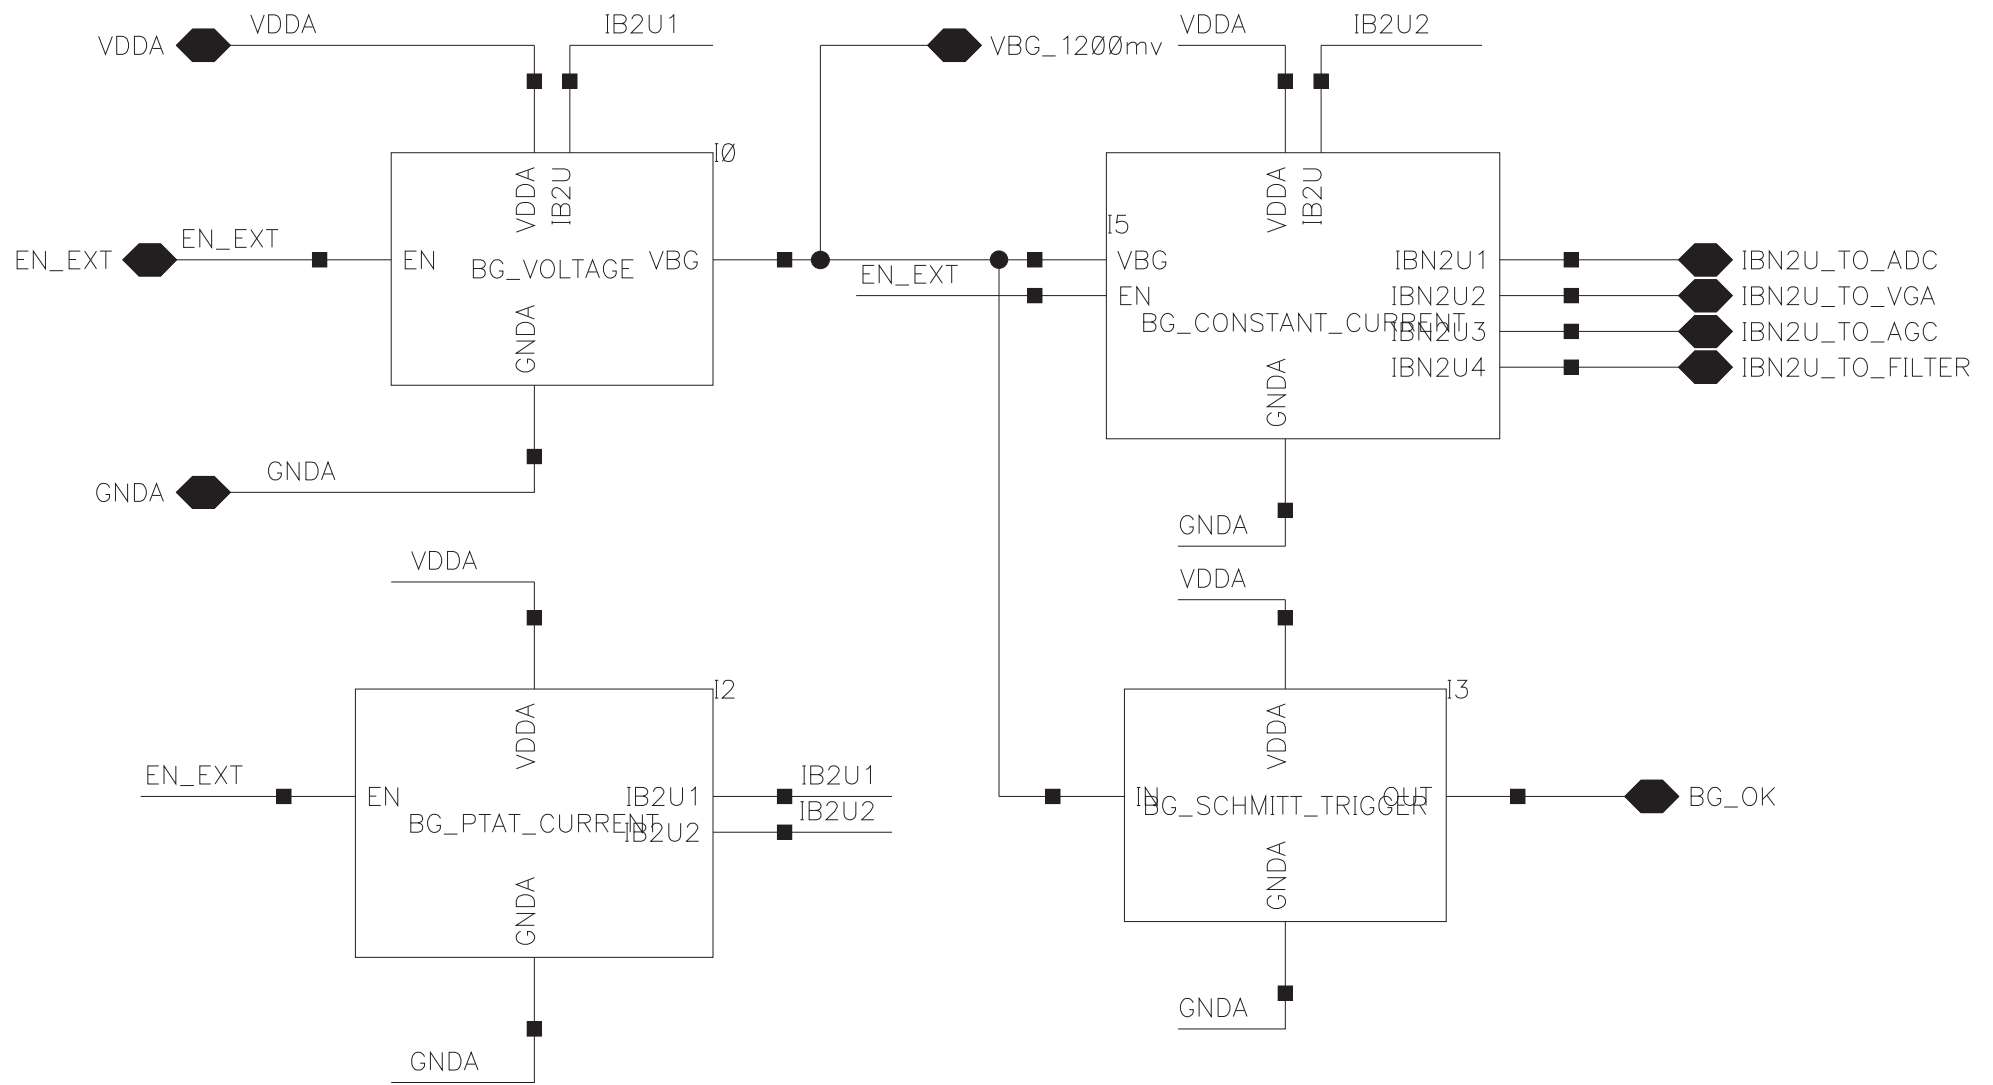 VDDA
VDDA
IB2U1
VBG_1200mv
VDDA
IB2U2
I0
VDDA
IB2U
EN_EXT
EN_EXT
EN
BG_VOLTAGE
VBG
GNDA
I5
VDDA
IB2U
VBG
EN_EXT
EN
BG_CONSTANT_CURRENT
IBN2U1
IBN2U_TO_ADC
IBN2U2
IBN2U_TO_VGA
IBN2U3
IBN2U_TO_AGC
IBN2U4
IBN2U_TO_FILTER
GNDA
GNDA
GNDA
GNDA
VDDA
VDDA
I2
VDDA
EN_EXT
EN
BG_PTAT_CURRENT
IB2U1
IB2U1
IB2U2
IB2U2
GNDA
GNDA
I3
VDDA
IN
BG_SCHMITT_TRIGGER
OUT
BG_OK
GNDA
GNDA